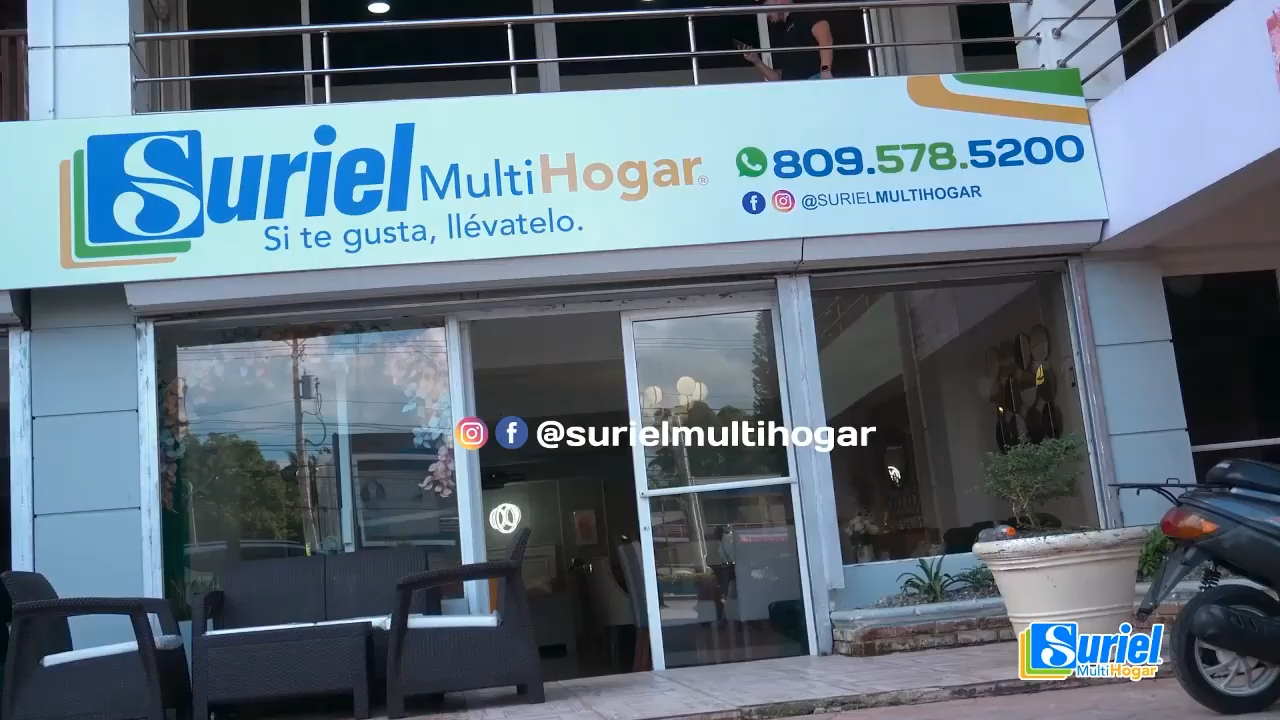 Suriel MultiHogar®
Si te gusta, llévatelo.
809.578.5200
@SURIELMULTIHOGAR
@surielmultihogar
Suriel
MultiHogar